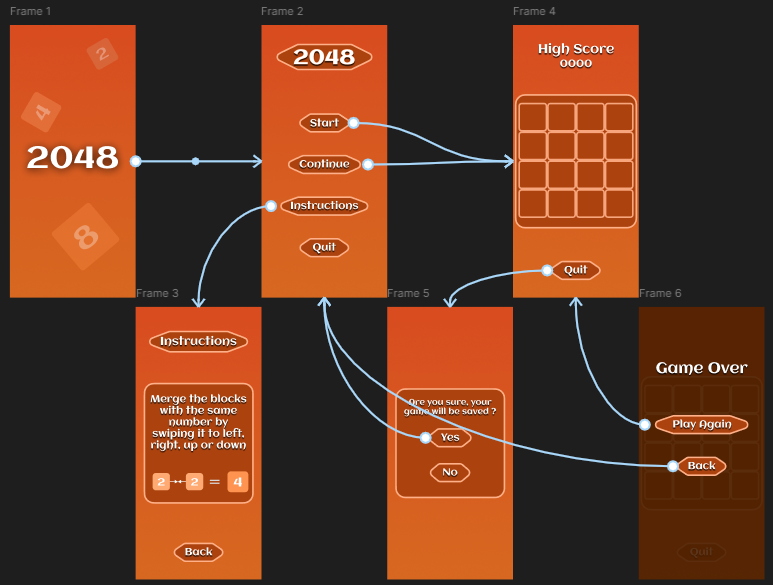 Frame 1
2
4
2048
8
Frame 2
2048
Start
Continue
Instructions
Quit
Frame 4
High Score
0000
Quit
Frame 3
Instructions
Merge the blocks
with the same
number by
swiping it to left,
right, up or down
2 2 = 4
Back
Frame 5
Are you sure, your
game will be saved ?
Yes
No
Frame 6
Game Over
Play Again
Back
Quit